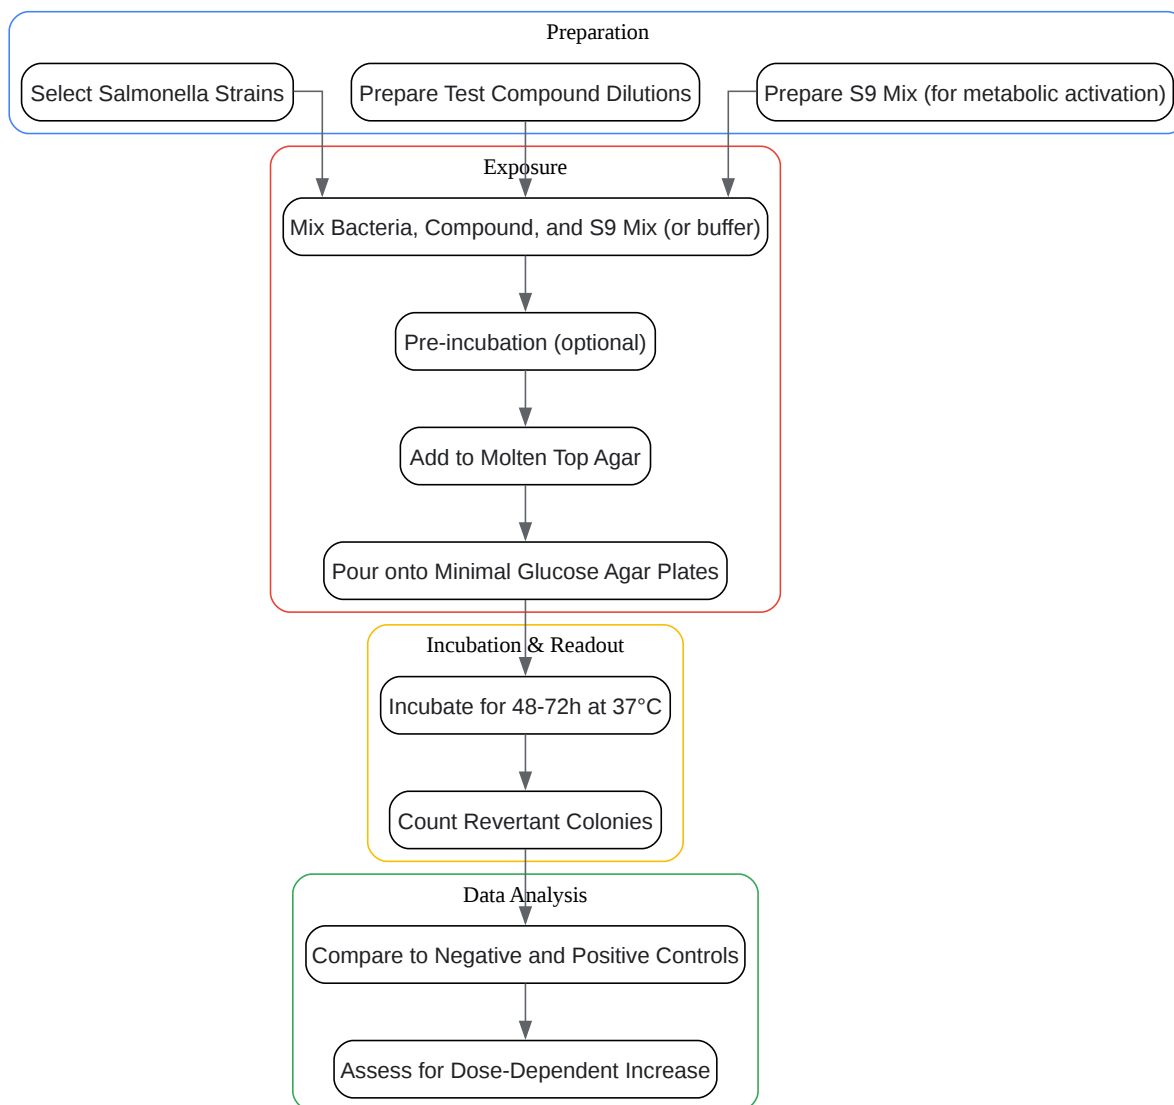 Preparation
Select Salmonella Strains
Prepare Test Compound Dilutions
Prepare S9 Mix (for metabolic activation)
Exposure
Mix Bacteria, Compound, and S9 Mix (or buffer)
Pre-incubation (optional)
Add to Molten Top Agar
Pour onto Minimal Glucose Agar Plates
Incubation & Readout
Incubate for 48-72h at 37°C
Count Revertant Colonies
Data Analysis
Compare to Negative and Positive Controls
Assess for Dose-Dependent Increase